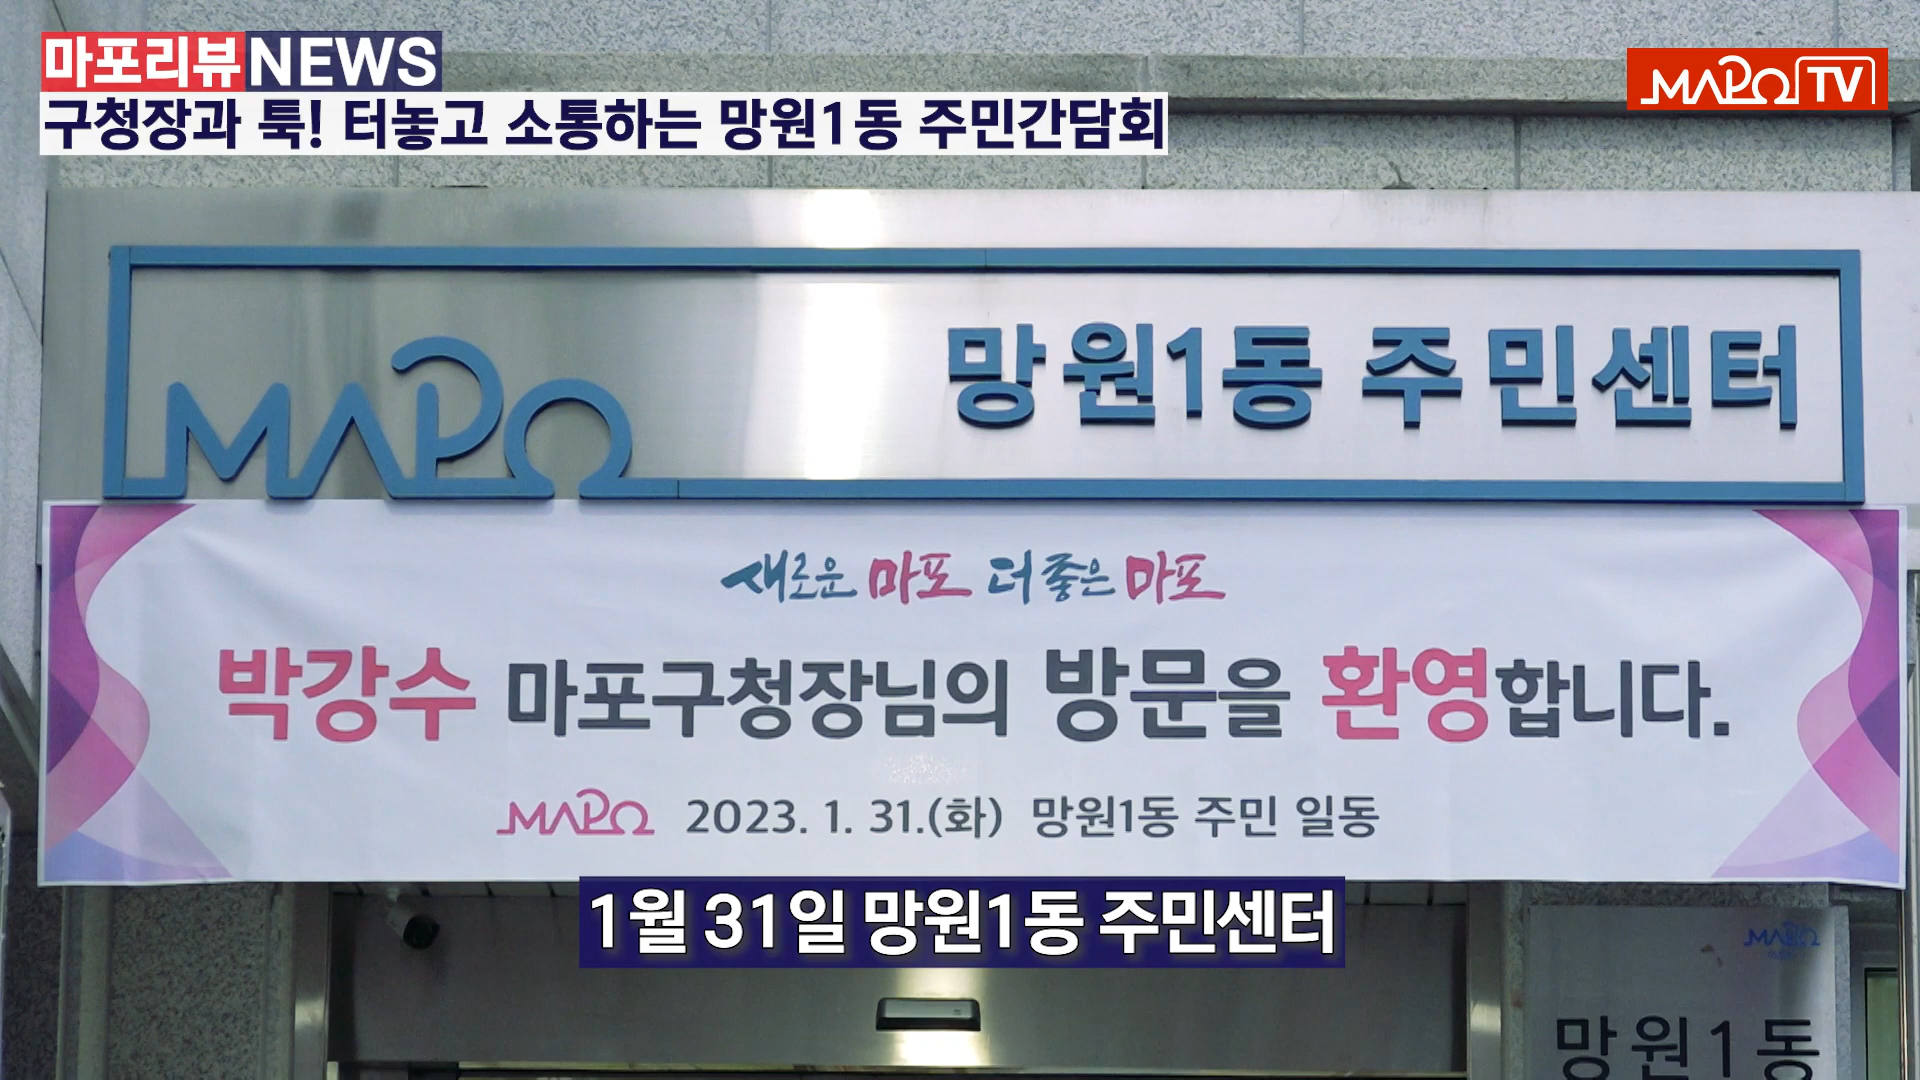 마포리뷰NEWS
MAPO TV
구청장과 톡! 터놓고 소통하는 망원1동 주민간담회
MAPO 망원1동 주민센터
새로운 마포 더 좋은 마포
박강수 마포구청장님의 방문을 환영합니다.
MAPO 2023. 1. 31.(화) 망원1동 주민 일동
1월 31일 망원1동 주민센터
MAPO
망원1동